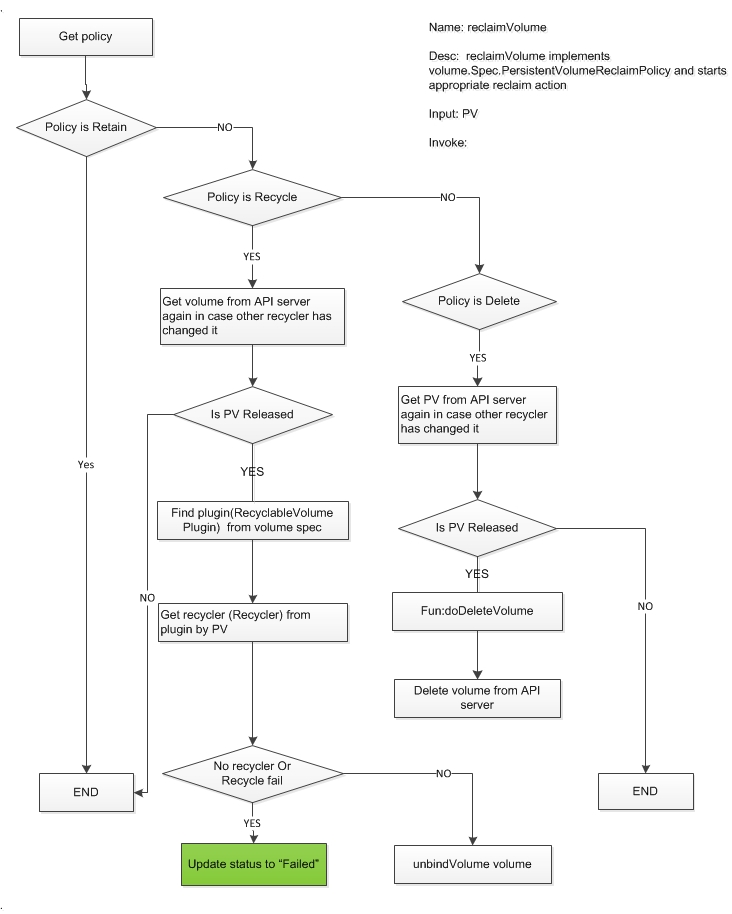 Get policy
Name: reclaimVolume
Desc: reclaimVolume implements
volume.Spec.PersistentVolumeReclaimPolicy and starts
appropriate reclaim action
Input: PV
Invoke:
Policy is Retain
NO
Policy is Recycle
NO
YES
Get volume from API server
again in case other recycler has
changed it
Policy is Delete
YES
Get PV from API server
again in case other recycler
has changed it
Is PV Released
Yes
YES
Find plugin(RecyclableVolume
Plugin) from volume spec
Is PV Released
YES
NO
Get recycler (Recycler) from
plugin by PV
Fun:doDeleteVolume
NO
Delete volume from API
server
No recycler Or
Recycle fail
NO
END
END
YES
Update status to "Failed"
unbindVolume volume